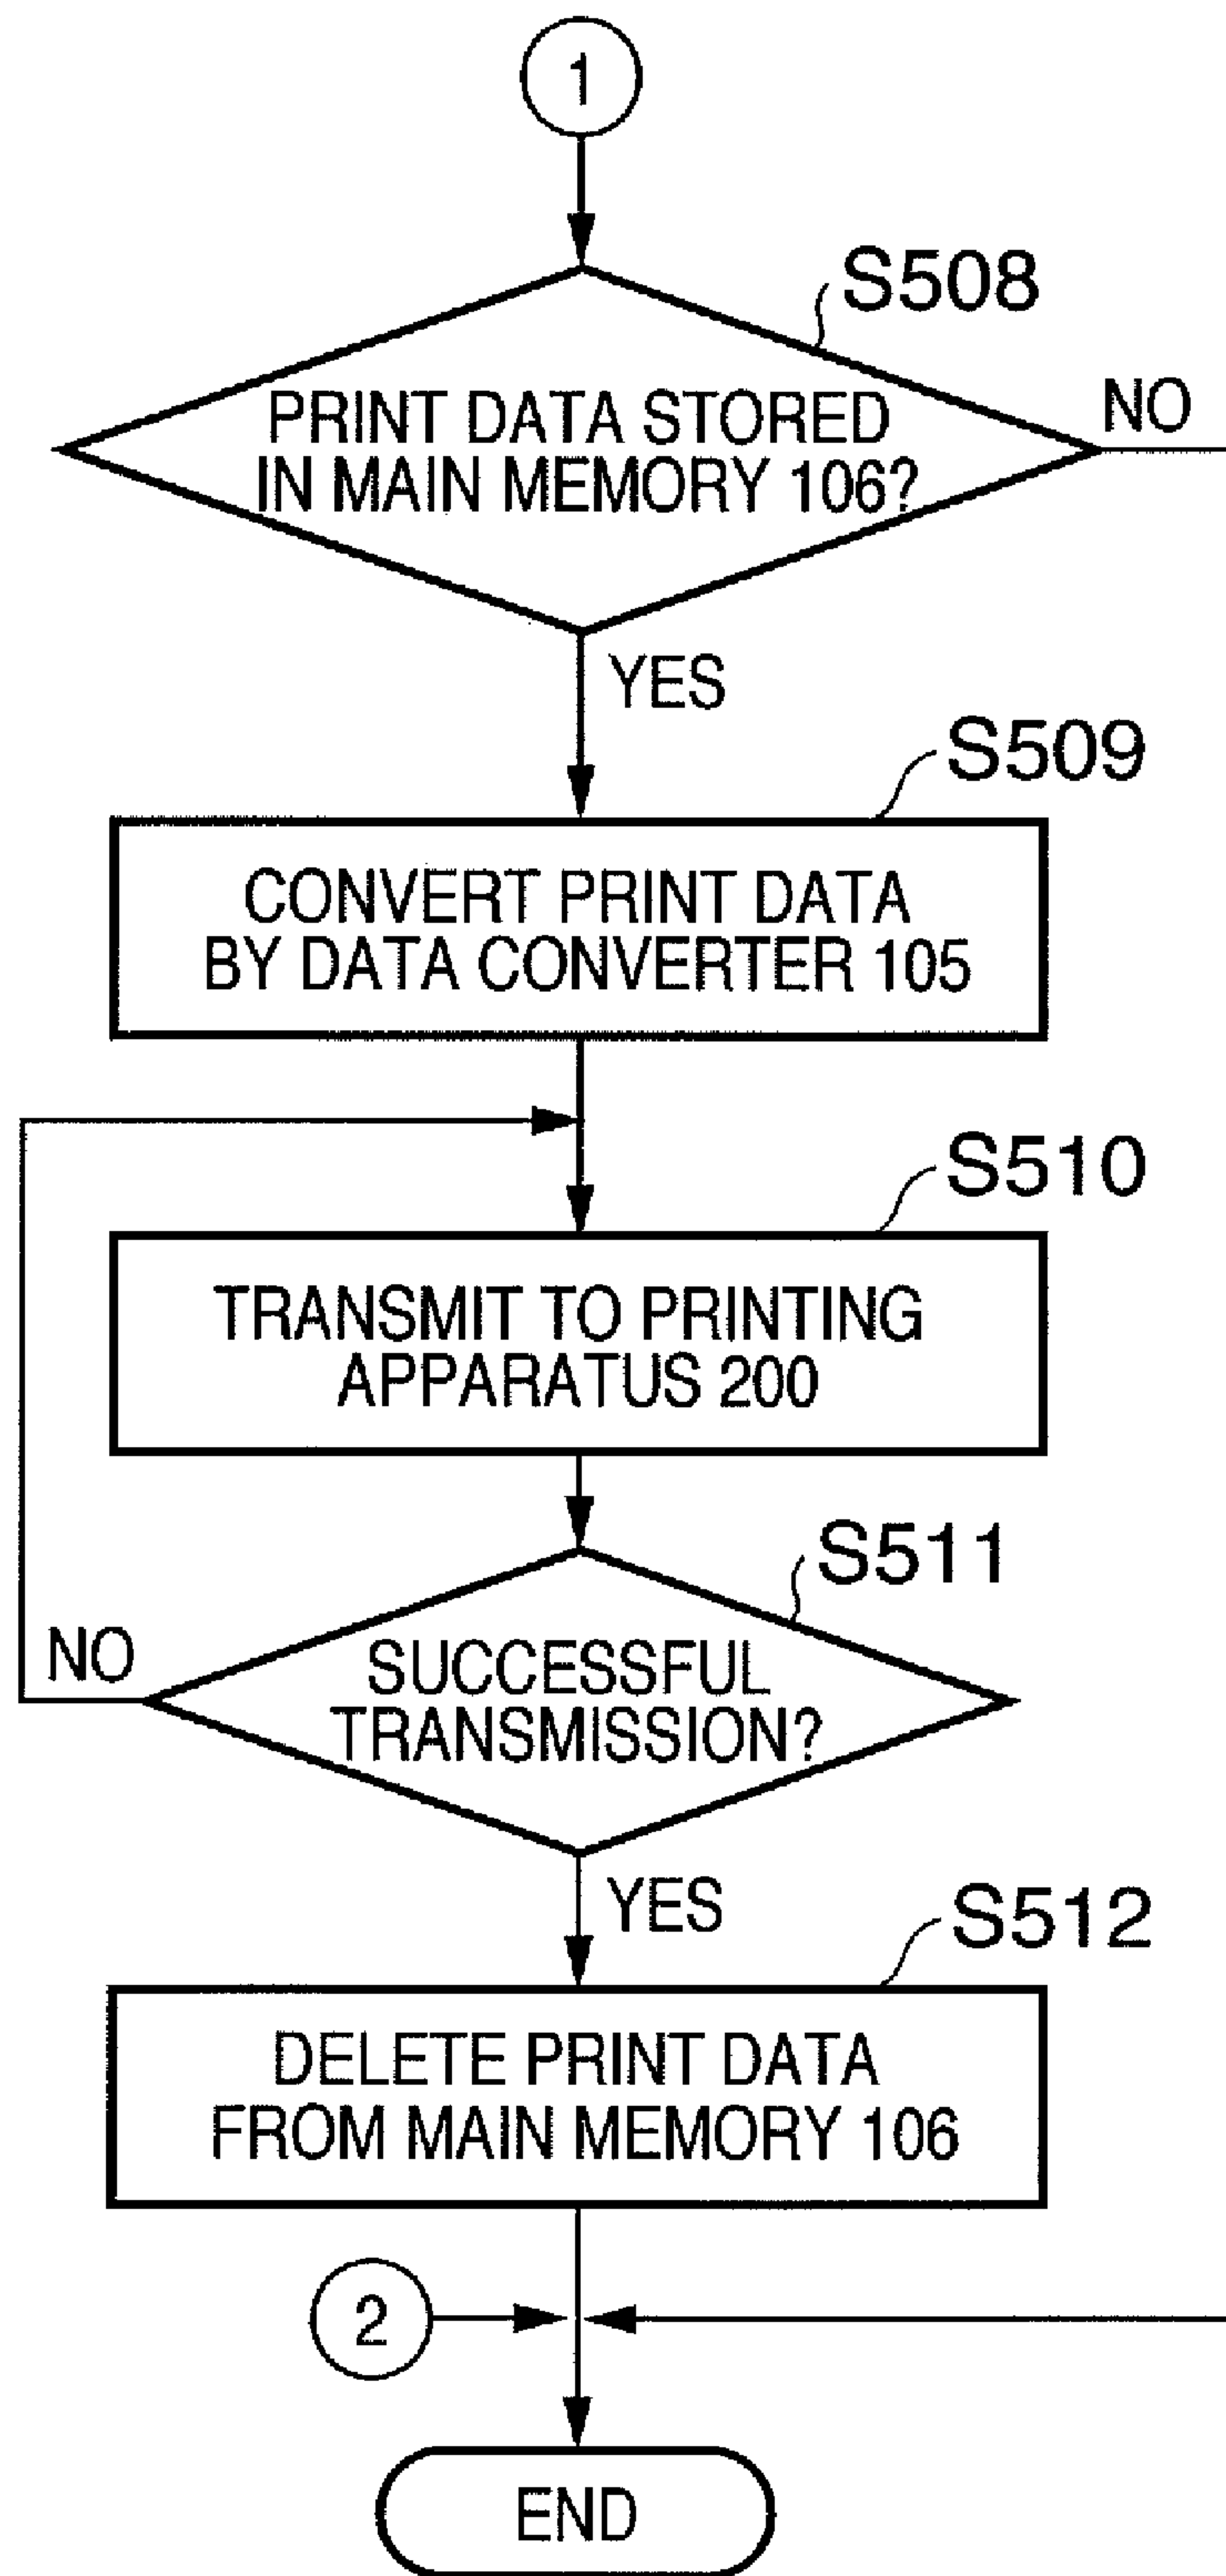 1
S508
PRINT DATA STORED
IN MAIN MEMORY 106?
NO
YES
S509
CONVERT PRINT DATA
BY DATA CONVERTER 105
S510
TRANSMIT TO PRINTING
APPARATUS 200
S511
SUCCESSFUL
TRANSMISSION?
NO
YES
S512
DELETE PRINT DATA
FROM MAIN MEMORY 106
2
END